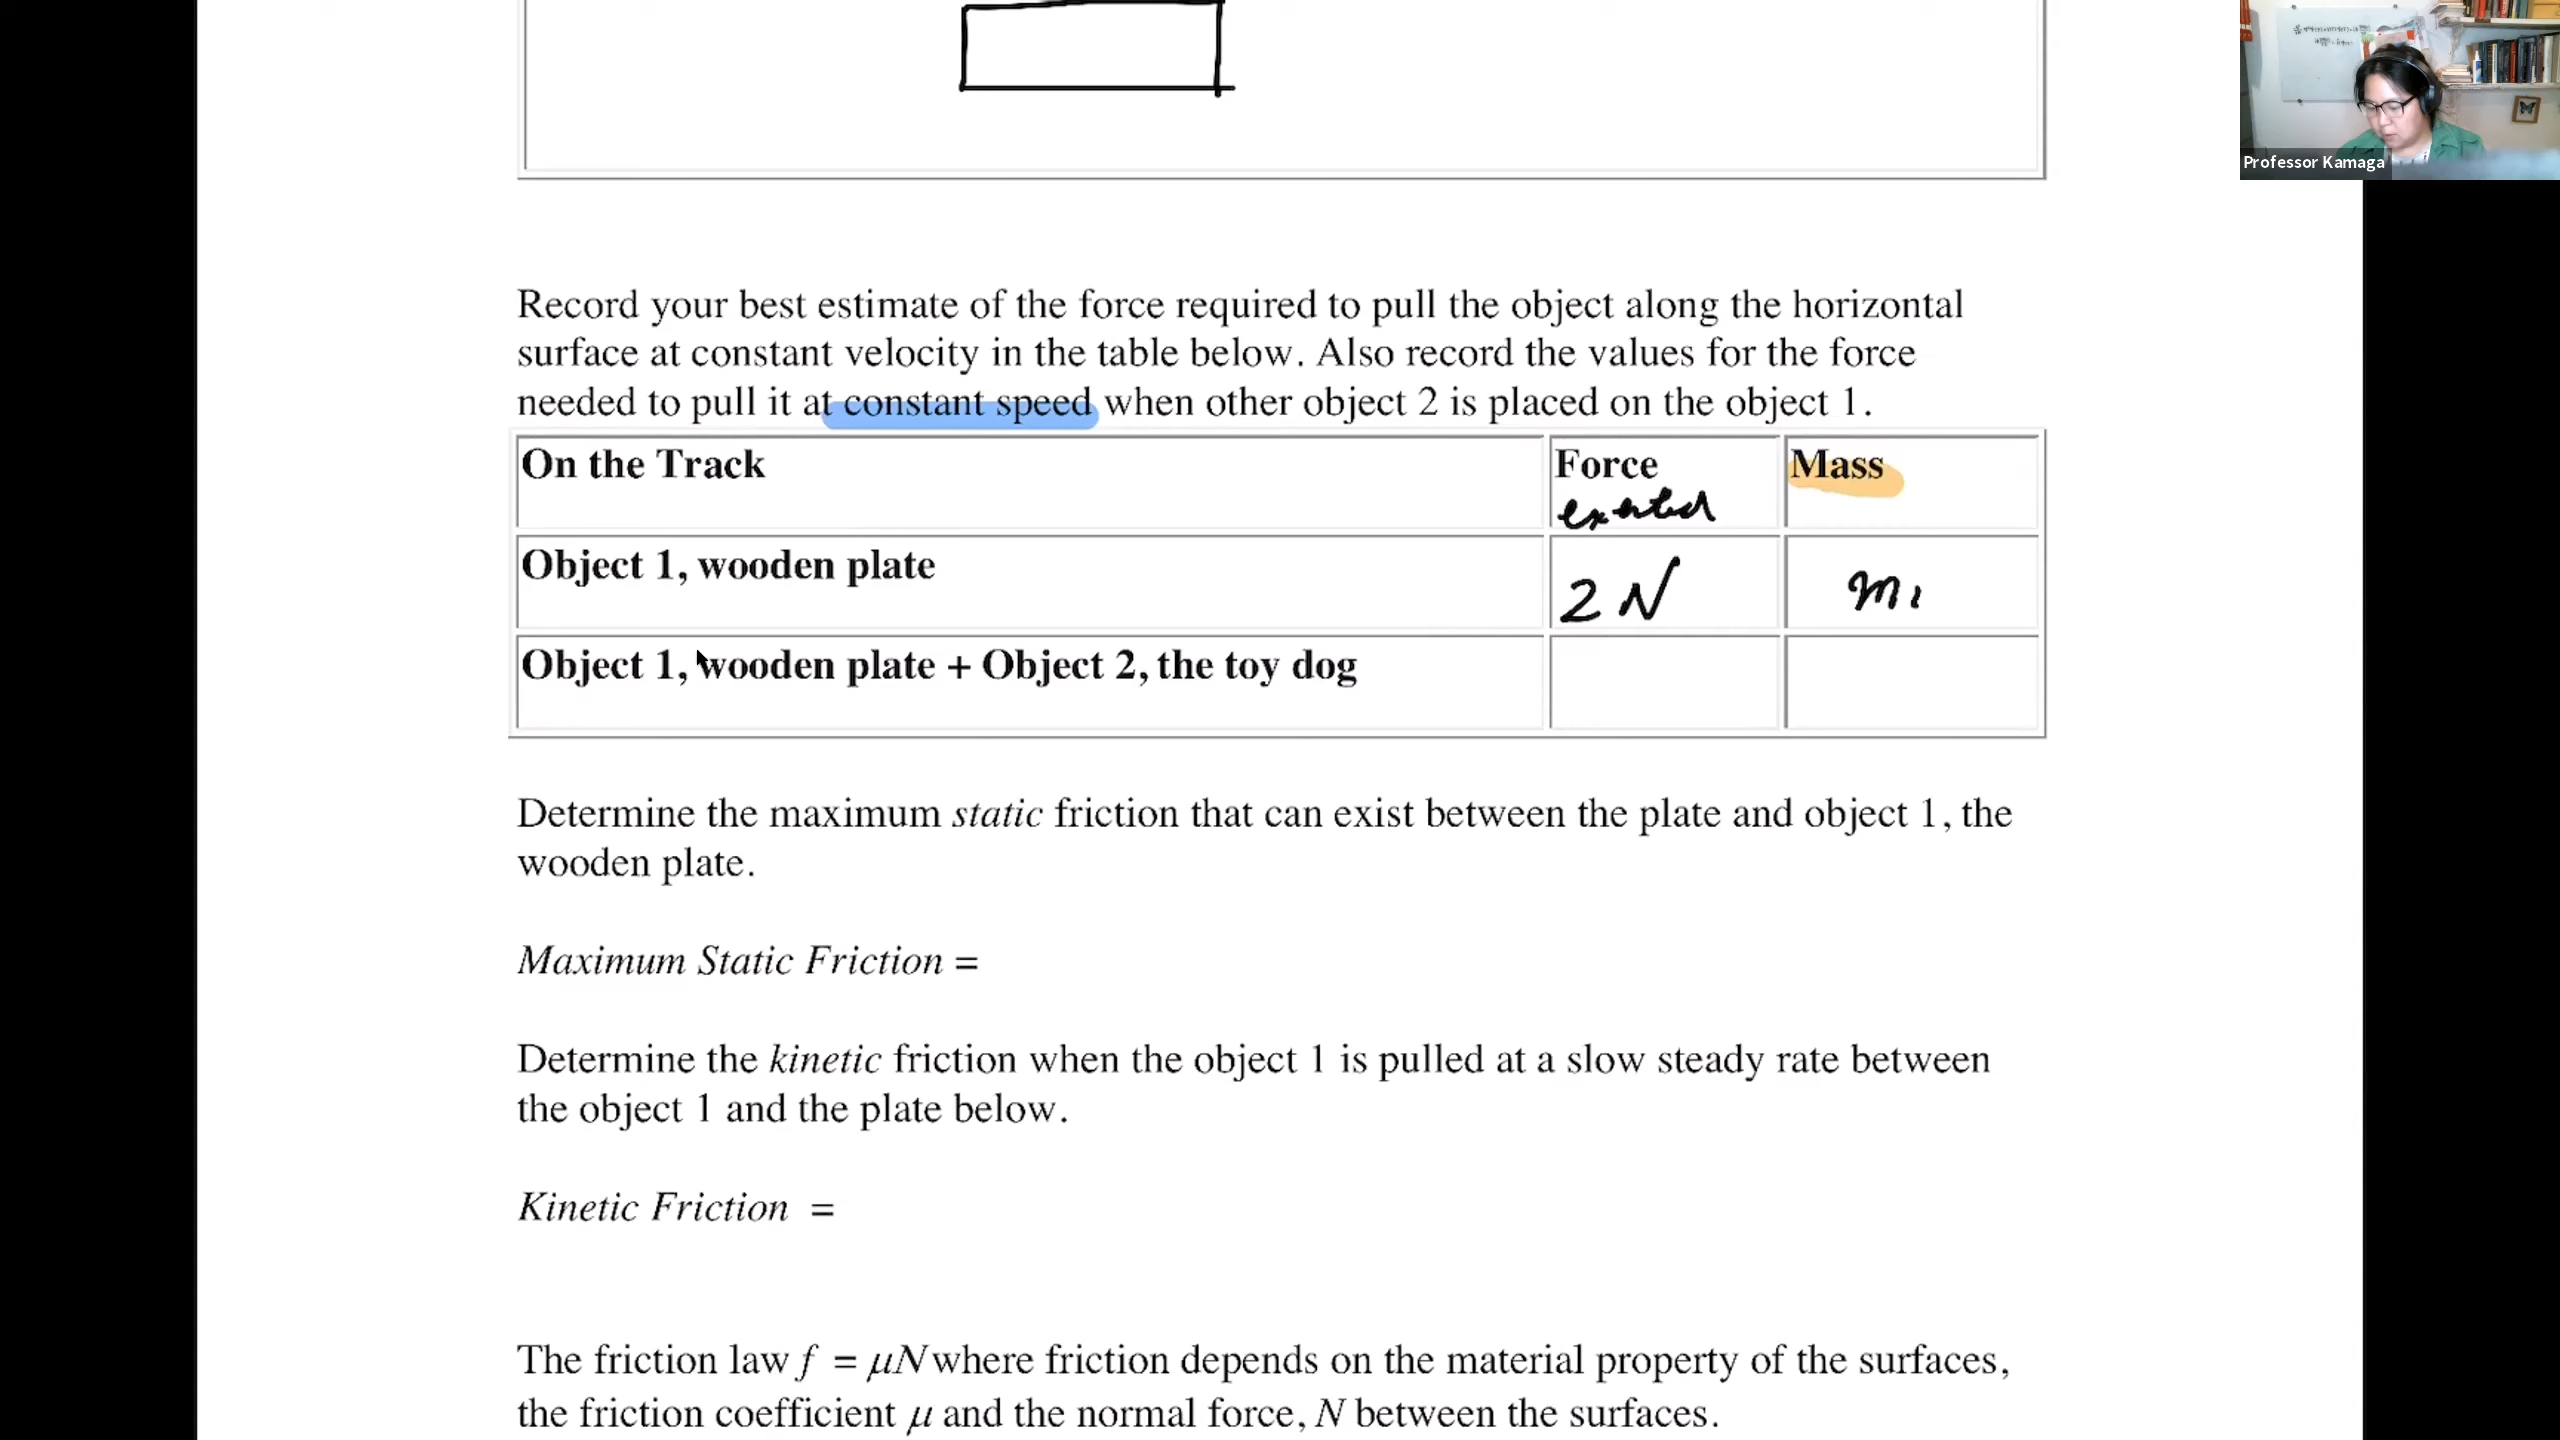 Professor Kamaga
Record your best estimate of the force required to pull the object along the horizontal
surface at constant velocity in the table below. Also record the values for the force
needed to pull it at constant speed when other object 2 is placed on the object 1.
On the Track Force Mass
exerted
Object 1, wooden plate 2 N m1
Object 1, wooden plate + Object 2, the toy dog
Determine the maximum static friction that can exist between the plate and object 1, the
wooden plate.
Maximum Static Friction =
Determine the kinetic friction when the object 1 is pulled at a slow steady rate between
the object 1 and the plate below.
Kinetic Friction =
The friction law f = μN where friction depends on the material property of the surfaces,
the friction coefficient μ and the normal force, N between the surfaces.